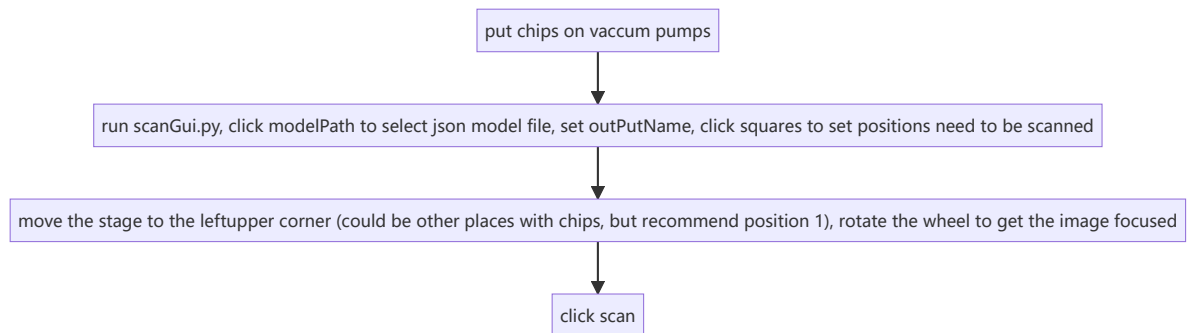 put chips on vaccum pumps
run scanGui.py, click modelPath to select json model file, set outPutName, click squares to set positions need to be scanned
move the stage to the leftupper corner (could be other places with chips, but recommend position 1), rotate the wheel to get the image focused
click scan